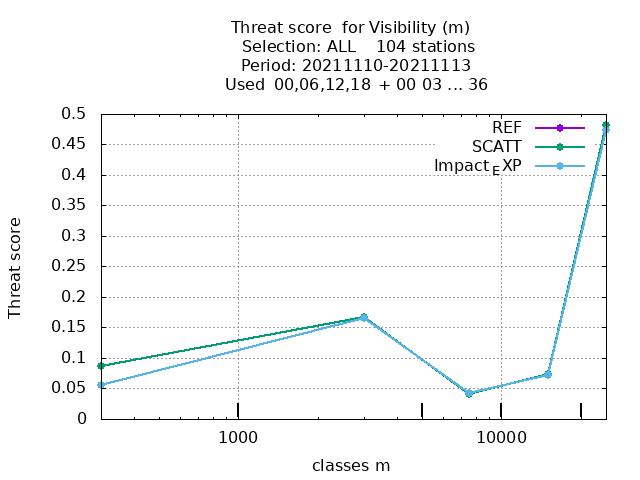 Threat score for Visibility (m)
Selection: ALL 104 stations
Period: 20211110-20211113
Used 00,06,12,18 + 00 03 ... 36
0.5
0.45
0.4
0.35
0.3
0.25
0.2
0.15
0.1
0.05
0
Threat score
REF
SCATT
Impact_EXP
1000
10000
classes m